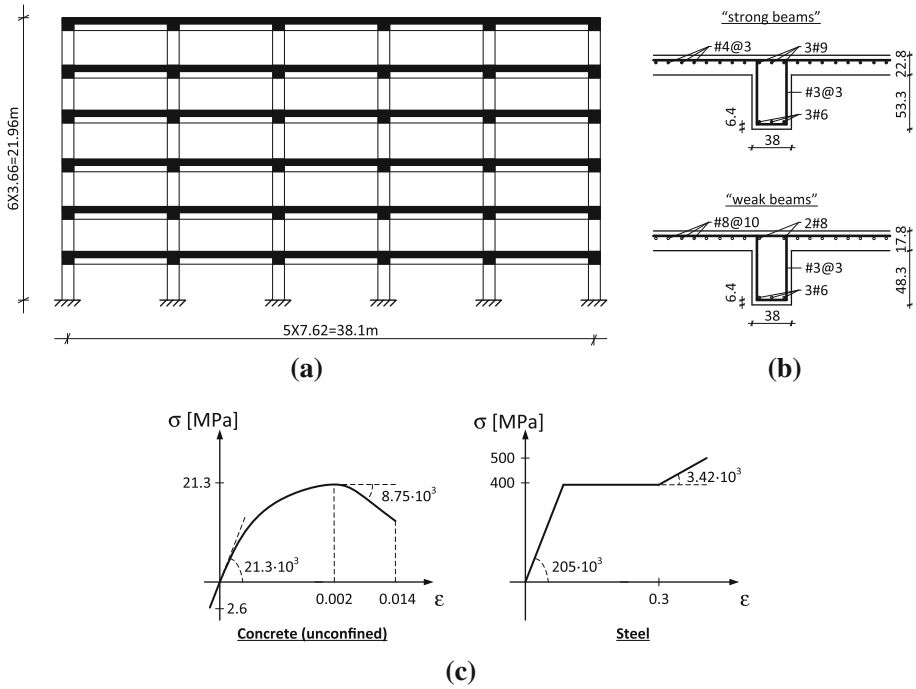 6X3.66=21.96m
5X7.62=38.1m
(a)
"strong beams"
#4@3
3#9
#3@3
3#6
6.4
38
22.8
53.3
"weak beams"
#8@10
2#8
#3@3
3#6
6.4
38
17.8
48.3
(b)
σ [MPa]
21.3
8.75·10³
21.3·10³
2.6
0.002
0.014
ε
Concrete (unconfined)
σ [MPa]
500
400
3.42·10³
205·10³
0.3
ε
Steel
(c)